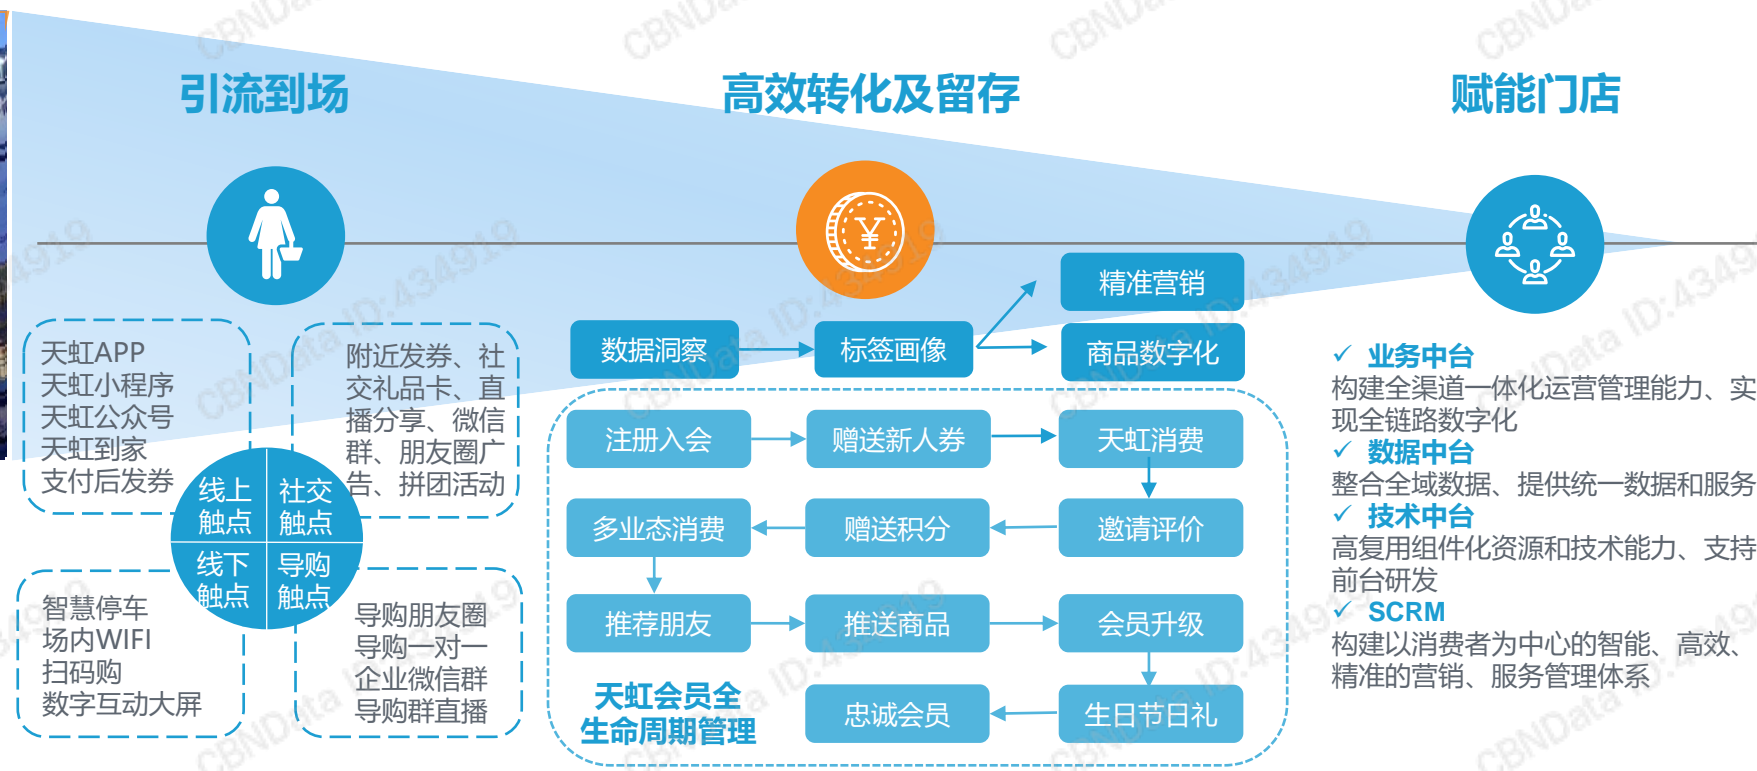 引流到场
高效转化及留存
赋能门店
天虹APP
天虹小程序
天虹公众号
天虹到家
支付后发券
附近发券、社
交礼品卡、直
播分享、微信
群、朋友圈广
告、拼团活动
线上
触点
社交
触点
线下
触点
导购
触点
智慧停车
场内WIFI
扫码购
数字互动大屏
导购朋友圈
导购一对一
企业微信群
导购群直播
数据洞察
标签画像
精准营销
商品数字化
注册入会
赠送新人券
天虹消费
多业态消费
赠送积分
邀请评价
推荐朋友
推送商品
会员升级
天虹会员全
生命周期管理
忠诚会员
生日节日礼
✓ 业务中台
构建全渠道一体化运营管理能力、实
现全链路数字化
✓ 数据中台
整合全域数据、提供统一数据和服务
✓ 技术中台
高复用组件化资源和技术能力、支持
前台研发
✓ SCRM
构建以消费者为中心的智能、高效、
精准的营销、服务管理体系
CBNData ID:434919